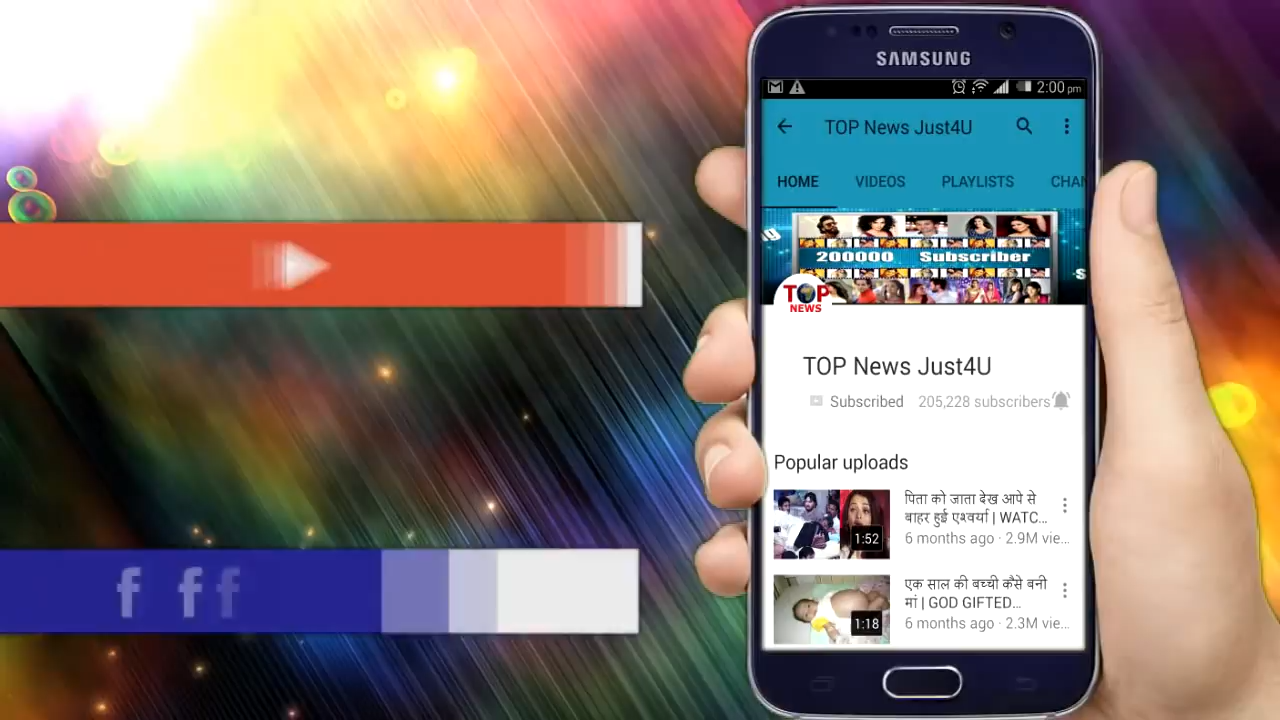 SAMSUNG
2:00 pm
TOP News Just4U
HOME VIDEOS PLAYLISTS CHAN
200000 Subscriber
TOP
NEWS
TOP News Just4U
Subscribed 205,228 subscribers
Popular uploads
पिता को जाता देख आपे से
बाहर हुई एश्वर्या | WATC...
6 months ago · 2.9M vie...
1:52
एक साल की बच्ची कैसे बनी
मां | GOD GIFTED...
6 months ago · 2.3M vie...
1:18
f f f